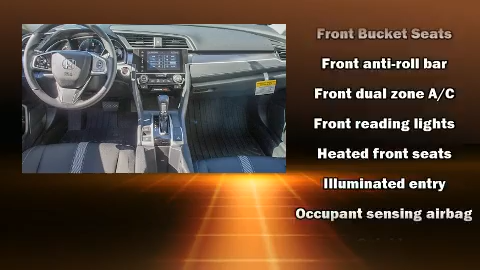 Front Bucket Seats
Front anti-roll bar
Front dual zone A/C
Front reading lights
Heated front seats
Illuminated entry
Occupant sensing airbag